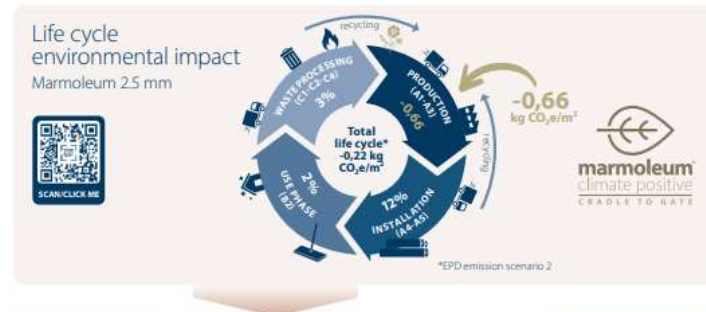 Life cycle
environmental impact
Marmoleum 2.5 mm
SCAN/CLICK ME
recycling
WASTE PROCESSING
(C1-C2-C4)
3%
PRODUCTION
(A1-A3)
-0,66
-0,66
kg CO₂e/m²
recycling
Total
life cycle*
-0,22 kg
CO₂e/m²
2%
USE PHASE
(B2)
12%
INSTALLATION
(A4-A5)
marmoleum®
climate positive
CRADLE TO GATE
*EPD emission scenario 2